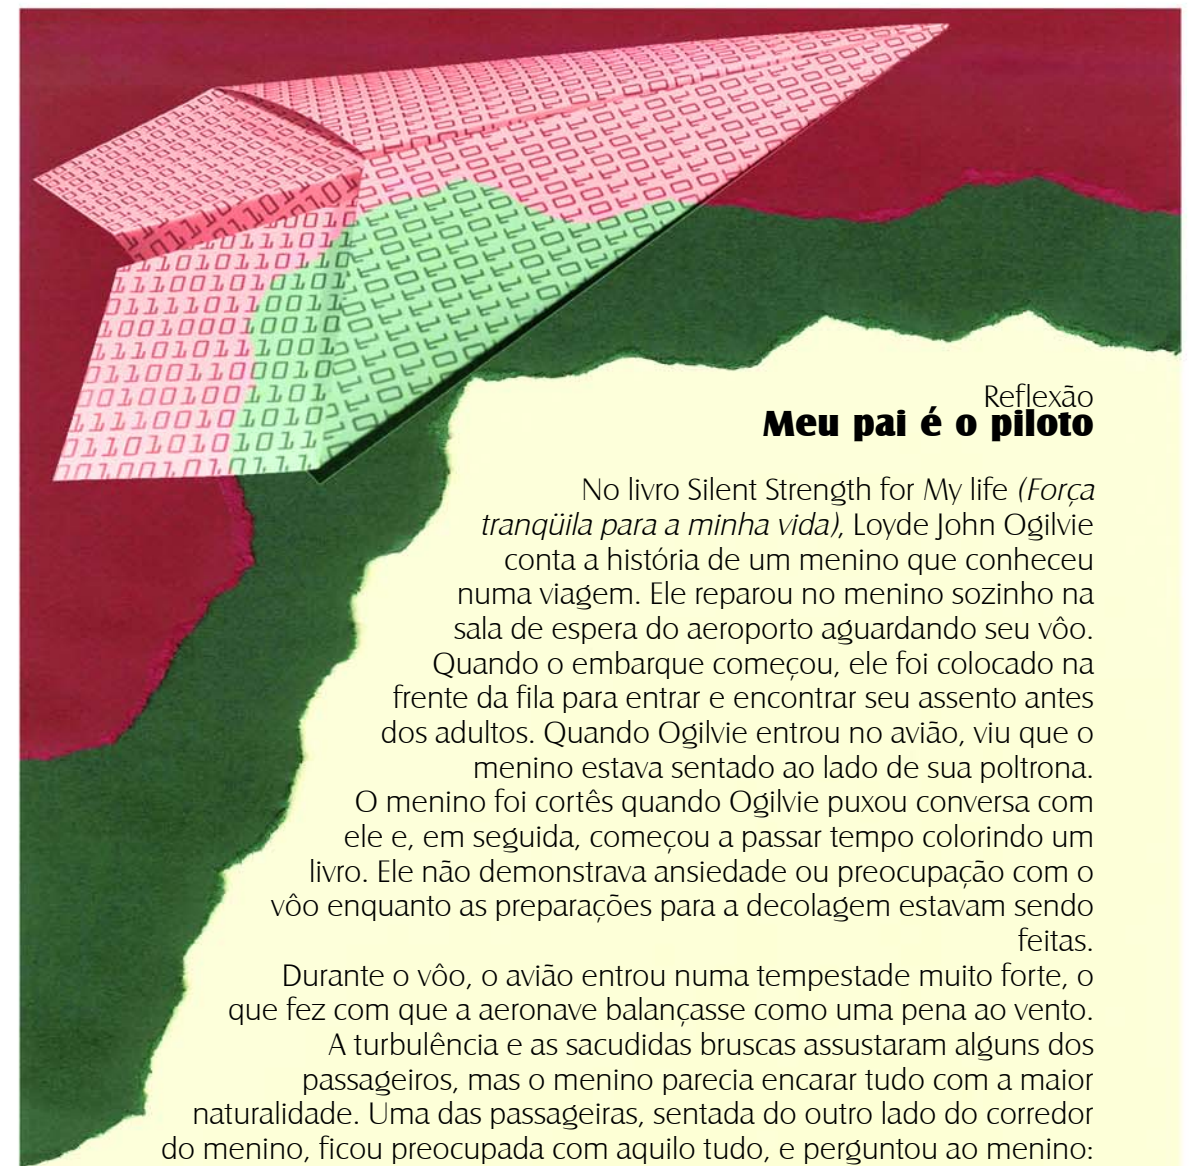 Reflexão
Meu pai é o piloto
No livro Silent Strength for My life (Força
tranqüila para a minha vida), Loyde John Ogilvie
conta a história de um menino que conheceu
numa viagem. Ele reparou no menino sozinho na
sala de espera do aeroporto aguardando seu vôo.
Quando o embarque começou, ele foi colocado na
frente da fila para entrar e encontrar seu assento antes
dos adultos. Quando Ogilvie entrou no avião, viu que o
menino estava sentado ao lado de sua poltrona.
O menino foi cortês quando Ogilvie puxou conversa com
ele e, em seguida, começou a passar tempo colorindo um
livro. Ele não demonstrava ansiedade ou preocupação com o
vôo enquanto as preparações para a decolagem estavam sendo
feitas.
Durante o vôo, o avião entrou numa tempestade muito forte, o
que fez com que a aeronave balançasse como uma pena ao vento.
A turbulência e as sacudidas bruscas assustaram alguns dos
passageiros, mas o menino parecia encarar tudo com a maior
naturalidade. Uma das passageiras, sentada do outro lado do corredor
do menino, ficou preocupada com aquilo tudo, e perguntou ao menino: